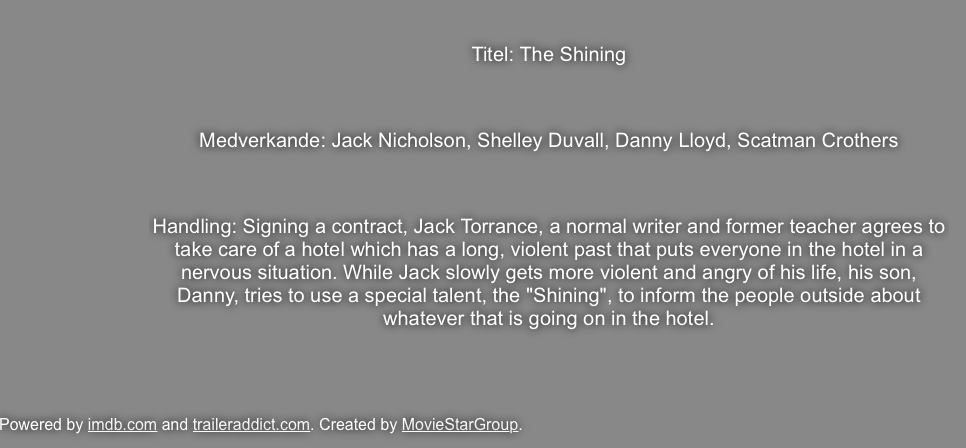 Titel: The Shining
Medverkande: Jack Nicholson, Shelley Duvall, Danny Lloyd, Scatman Crothers
Handling: Signing a contract, Jack Torrance, a normal writer and former teacher agrees to
take care of a hotel which has a long, violent past that puts everyone in the hotel in a
nervous situation. While Jack slowly gets more violent and angry of his life, his son,
Danny, tries to use a special talent, the "Shining", to inform the people outside about
whatever that is going on in the hotel.
Powered by imdb.com and traileraddict.com. Created by MovieStarGroup.